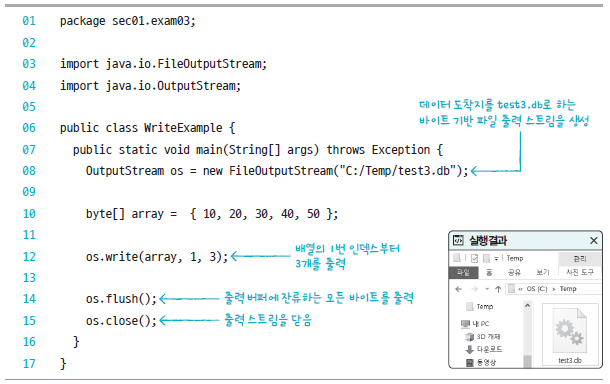 01 package sec01.exam03;
02
03 import java.io.FileOutputStream;
04 import java.io.OutputStream;
05
데이터 도착지를 test3.db로 하는
바이트 기반 파일 출력 스트림을 생성
06 public class WriteExample {
07 public static void main(String[] args) throws Exception {
08 OutputStream os = new FileOutputStream("C:/Temp/test3.db");
09
10 byte[] array = { 10, 20, 30, 40, 50 };
11
12 os.write(array, 1, 3);
배열의 1번 인덱스부터
3개를 출력
13
14 os.flush(); 출력 버퍼에 잔류하는 모든 바이트를 출력
15 os.close(); 출력 스트림을 닫음
16 }
17 }
실행결과
Temp 관리
파일 홈 공유 보기 사진 도구
« OS (C:) > Temp
Temp
내 PC
3D 개체
다운로드
동영상
test3.db